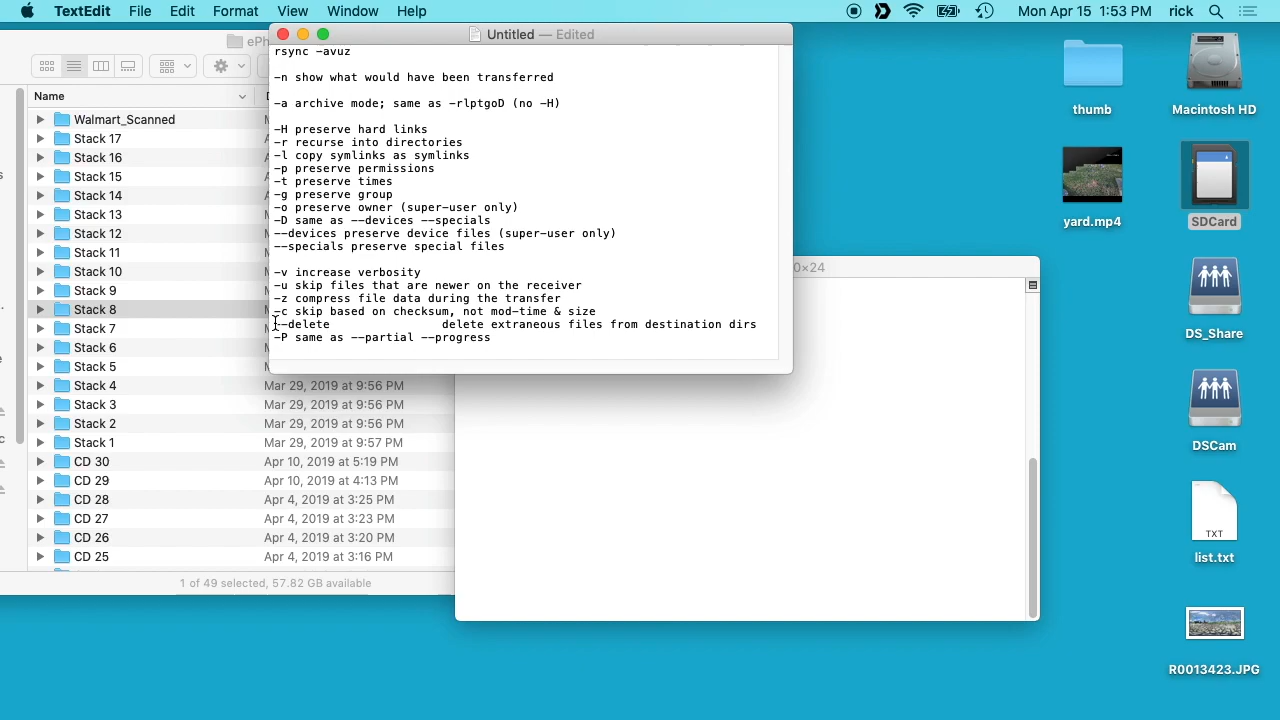 TextEdit File Edit Format View Window Help Mon Apr 15 1:53 PM rick
Untitled — Edited
rsync -avuz
-n show what would have been transferred
-a archive mode; same as -rlptgoD (no -H)
-H preserve hard links
-r recurse into directories
-l copy symlinks as symlinks
-p preserve permissions
-t preserve times
-g preserve group
-o preserve owner (super-user only)
-D same as --devices --specials
--devices preserve device files (super-user only)
--specials preserve special files
-v increase verbosity
-u skip files that are newer on the receiver
-z compress file data during the transfer
-c skip based on checksum, not mod-time & size
--delete delete extraneous files from destination dirs
-P same as --partial --progress
Name
Walmart_Scanned
Stack 17
Stack 16
Stack 15
Stack 14
Stack 13
Stack 12
Stack 11
Stack 10
Stack 9
Stack 8
Stack 7
Stack 6
Stack 5
Stack 4 Mar 29, 2019 at 9:56 PM
Stack 3 Mar 29, 2019 at 9:56 PM
Stack 2 Mar 29, 2019 at 9:56 PM
Stack 1 Mar 29, 2019 at 9:57 PM
CD 30 Apr 10, 2019 at 5:19 PM
CD 29 Apr 10, 2019 at 4:13 PM
CD 28 Apr 4, 2019 at 3:25 PM
CD 27 Apr 4, 2019 at 3:23 PM
CD 26 Apr 4, 2019 at 3:20 PM
CD 25 Apr 4, 2019 at 3:16 PM
1 of 49 selected, 57.82 GB available
thumb
Macintosh HD
yard.mp4
SDCard
DS_Share
DSCam
TXT
list.txt
R0013423.JPG